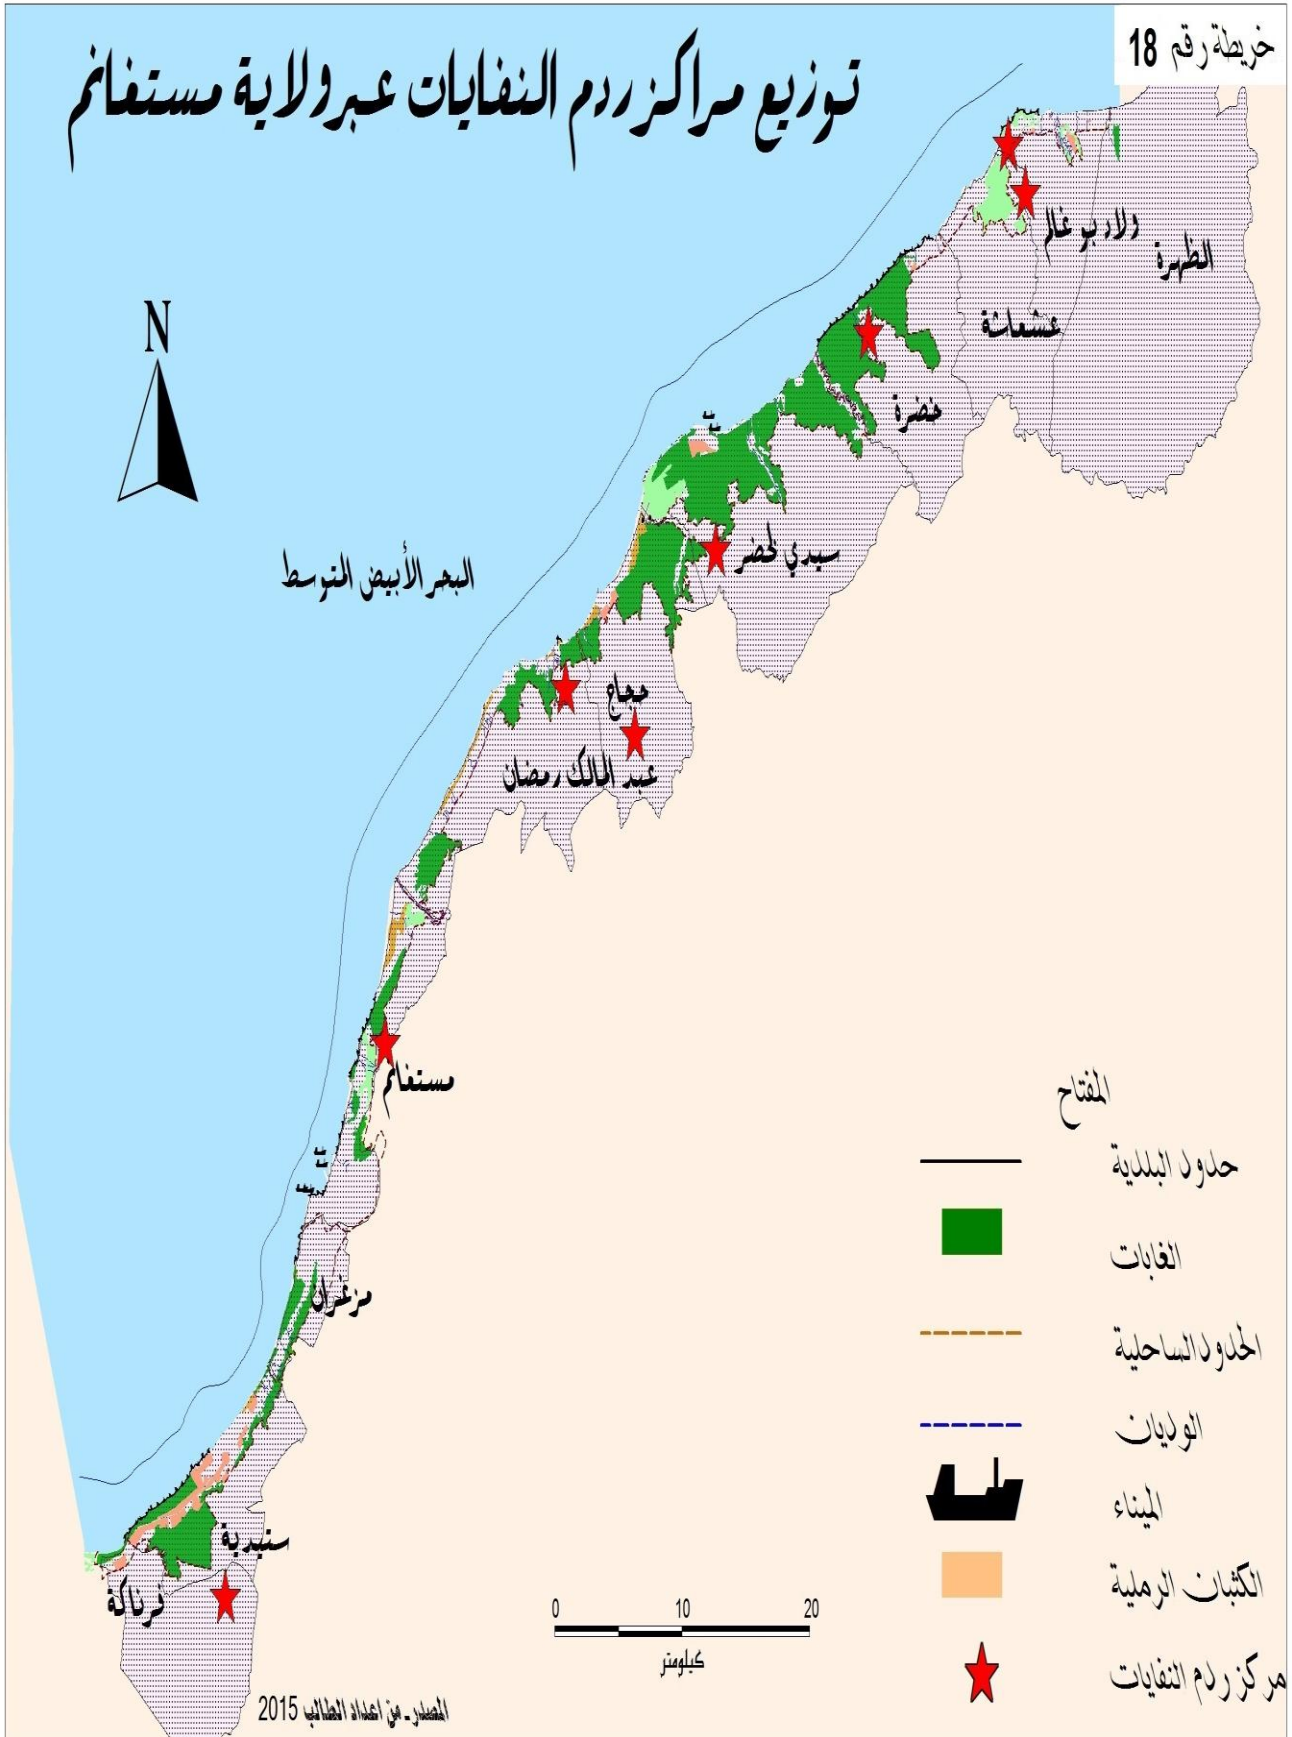 خريطة رقم 18
توزيع مراكز ردم النفايات عبر ولاية مستغانم
N
ولاد بو غالم
الظهرة
عشعاشة
خضرة
سيدي لخضر
البحر الأبيض المتوسط
حجاج
عبد المالك رمضان
مستغانم
مزغران
ستيدية
فرناكة
المفتاح
حدود البلدية
الغابات
الحدود الساحلية
الوديان
الميناء
الكثبان الرملية
مركز ردم النفايات
0 10 20
كيلومتر
المصدر ـ من اعداد الطالب 2015